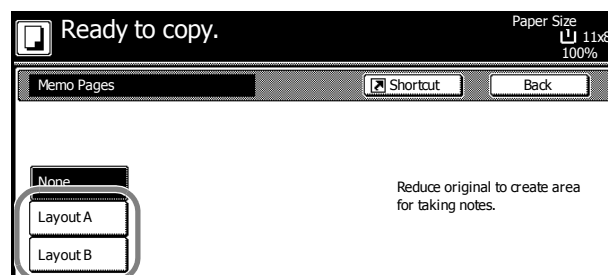 Ready to copy.
Paper Size
11x8
100%
Memo Pages
Shortcut
Back
None
Layout A
Layout B
Reduce original to create area
for taking notes.